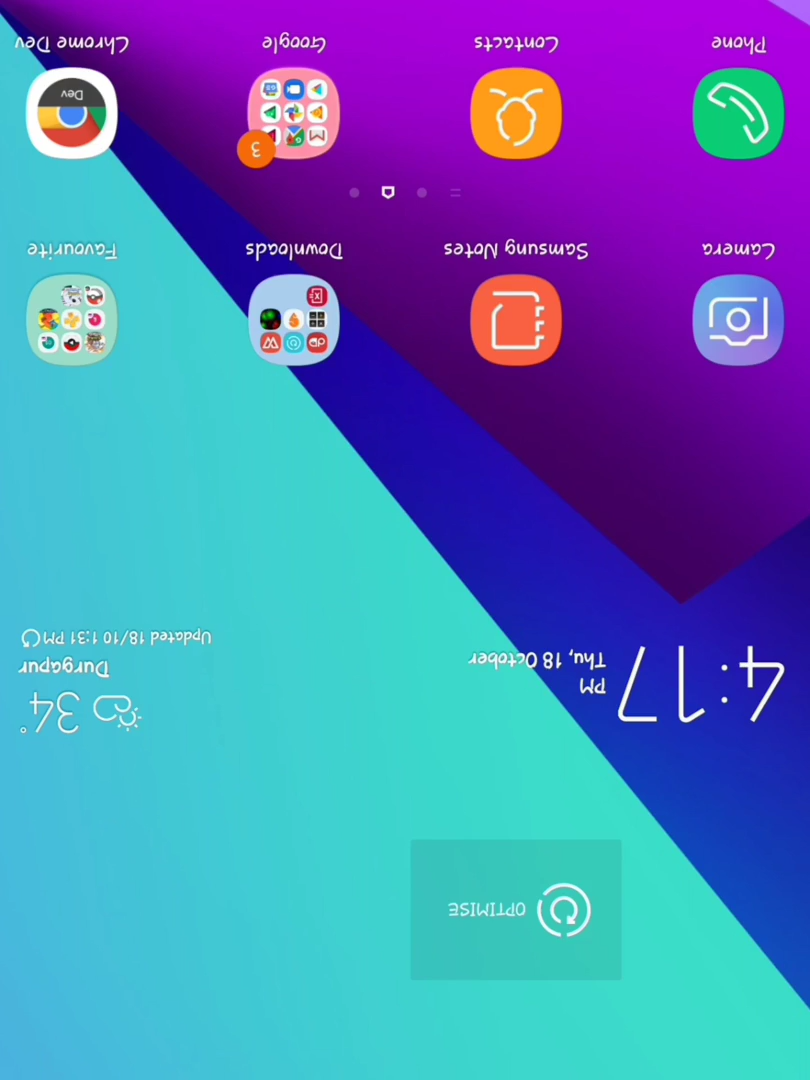 OPTIMISE
4:17
PM
Thu, 18 October
34°
Durgapur
Updated 18/10 1:31 PM
Camera
Samsung Notes
Downloads
Favourite
3
Dev
Phone
Contacts
Google
Chrome Dev